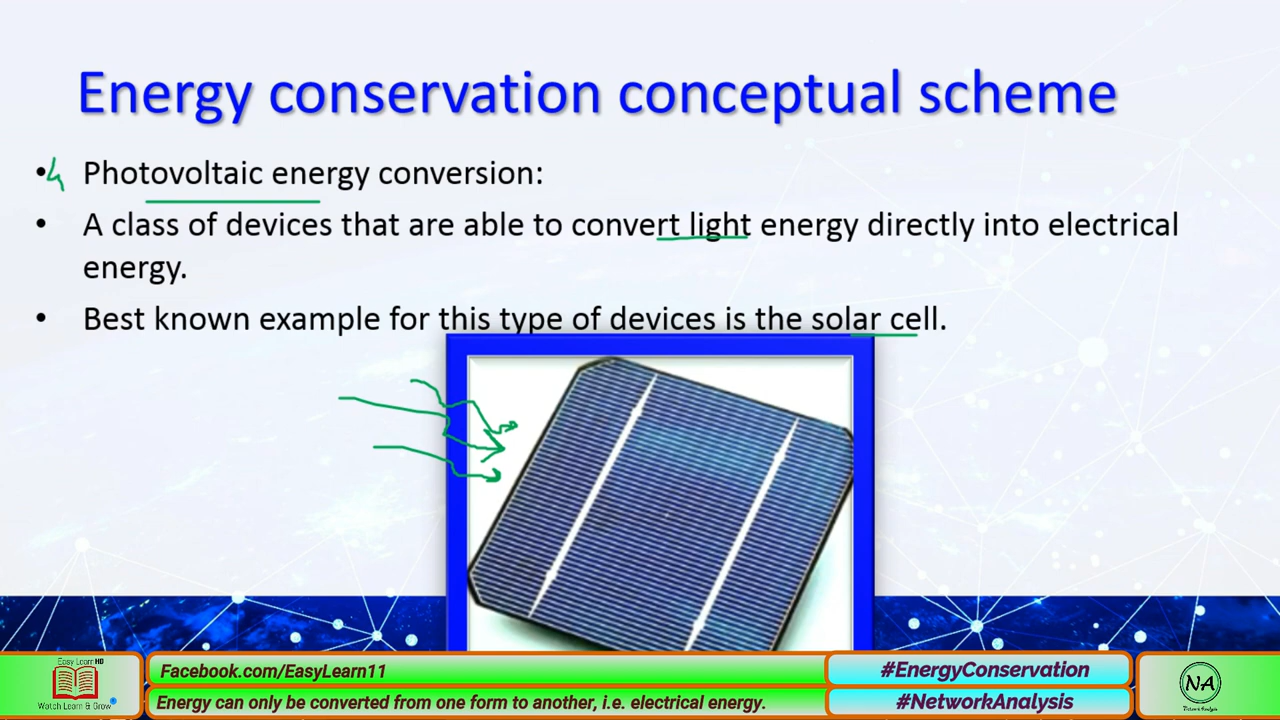 Energy conservation conceptual scheme
• 4 Photovoltaic energy conversion:
• A class of devices that are able to convert light energy directly into electrical
energy.
• Best known example for this type of devices is the solar cell.
Easy Learn HD
Watch Learn & Grow
Facebook.com/EasyLearn11
Energy can only be converted from one form to another, i.e. electrical energy.
#EnergyConservation
#NetworkAnalysis
NA
Network Analysis